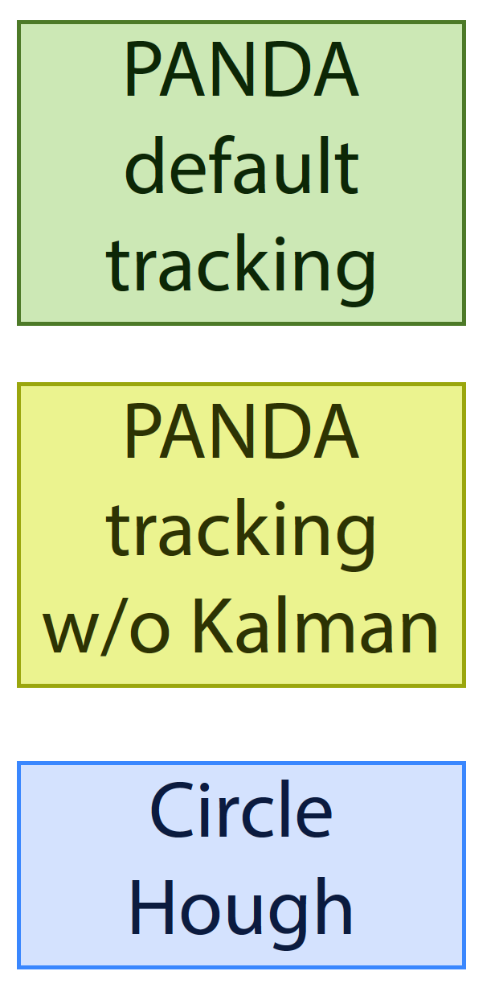 PANDA
default
tracking
PANDA
tracking
w/o Kalman
Circle
Hough